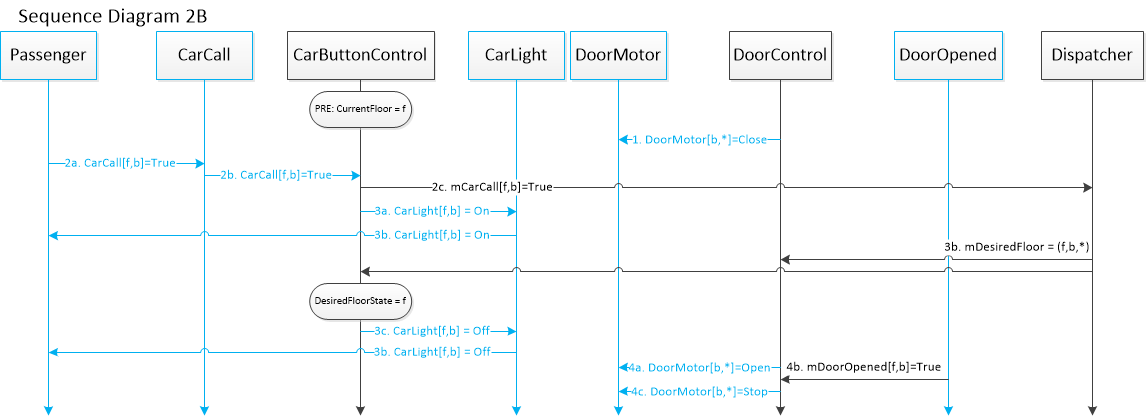 Sequence Diagram 2B
Passenger
CarCall
CarButtonControl
CarLight
DoorMotor
DoorControl
DoorOpened
Dispatcher
PRE: CurrentFloor = f
1. DoorMotor[b,*]=Close
2a. CarCall[f,b]=True
2b. CarCall[f,b]=True
2c. mCarCall[f,b]=True
3a. CarLight[f,b] = On
3b. CarLight[f,b] = On
3b. mDesiredFloor = (f,b,*)
DesiredFloorState = f
3c. CarLight[f,b] = Off
3b. CarLight[f,b] = Off
4a. DoorMotor[b,*]=Open
4b. mDoorOpened[f,b]=True
4c. DoorMotor[b,*]=Stop